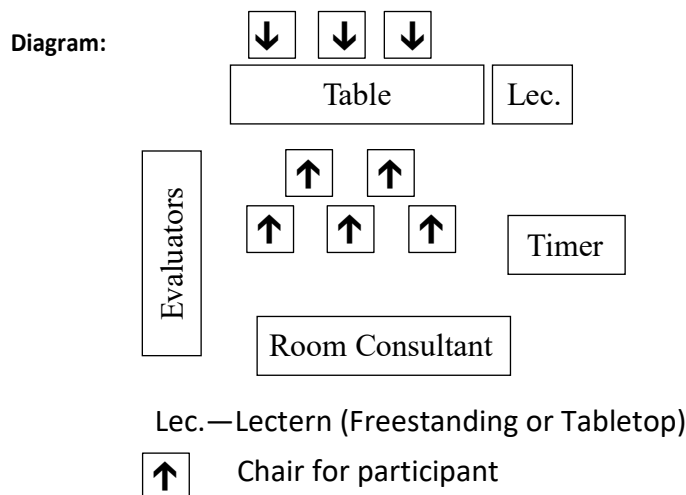 Diagram:
Table
Lec.
Evaluators
Timer
Room Consultant
Lec.—Lectern (Freestanding or Tabletop)
Chair for participant